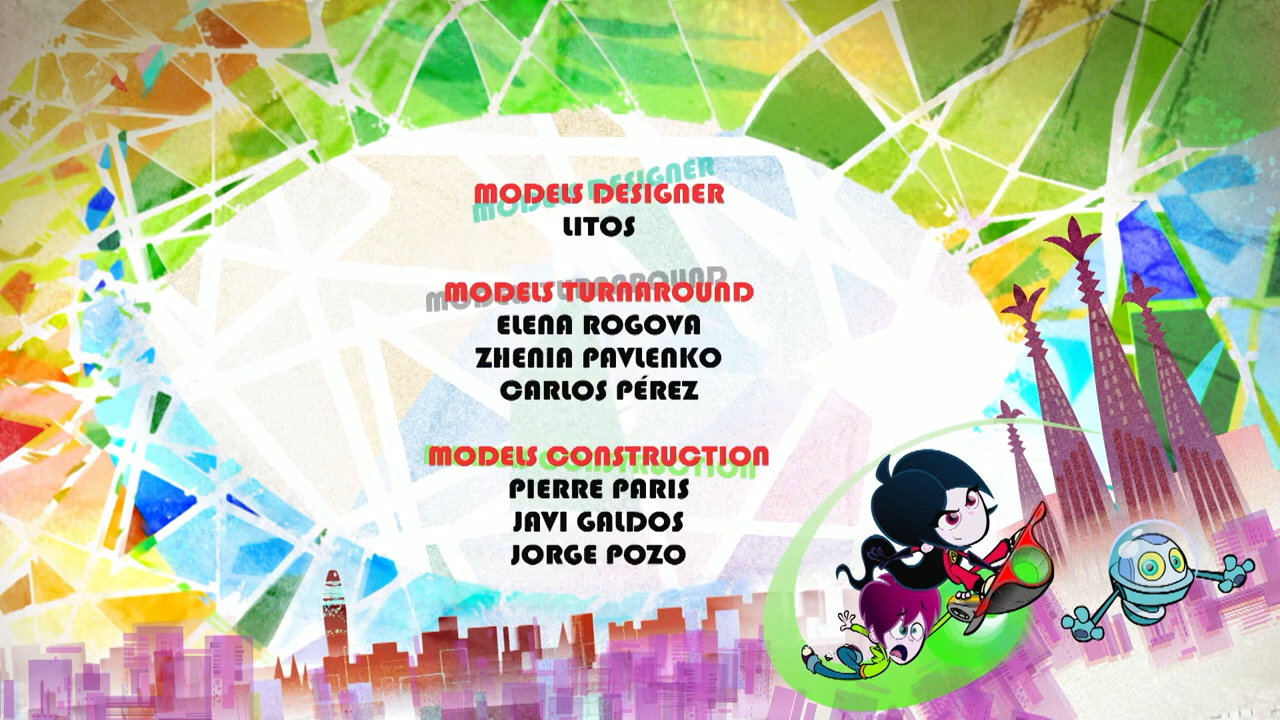 MODELS DESIGNER
LITOS
MODELS TURNAROUND
ELENA ROGOVA
ZHENIA PAVLENKO
CARLOS PÉREZ
MODELS CONSTRUCTION
PIERRE PARIS
JAVI GALDOS
JORGE POZO